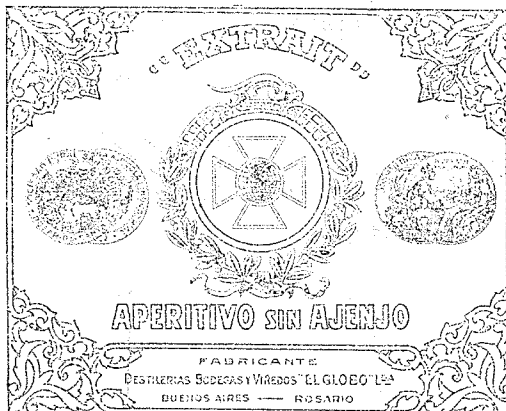 "EXTRAIT"
APERITIVO SIN AJENJO
FABRICANTE
DESTILERIAS BODEGAS Y VIÑEDOS "EL GLOBO" LDA
BUENOS AIRES — ROSARIO